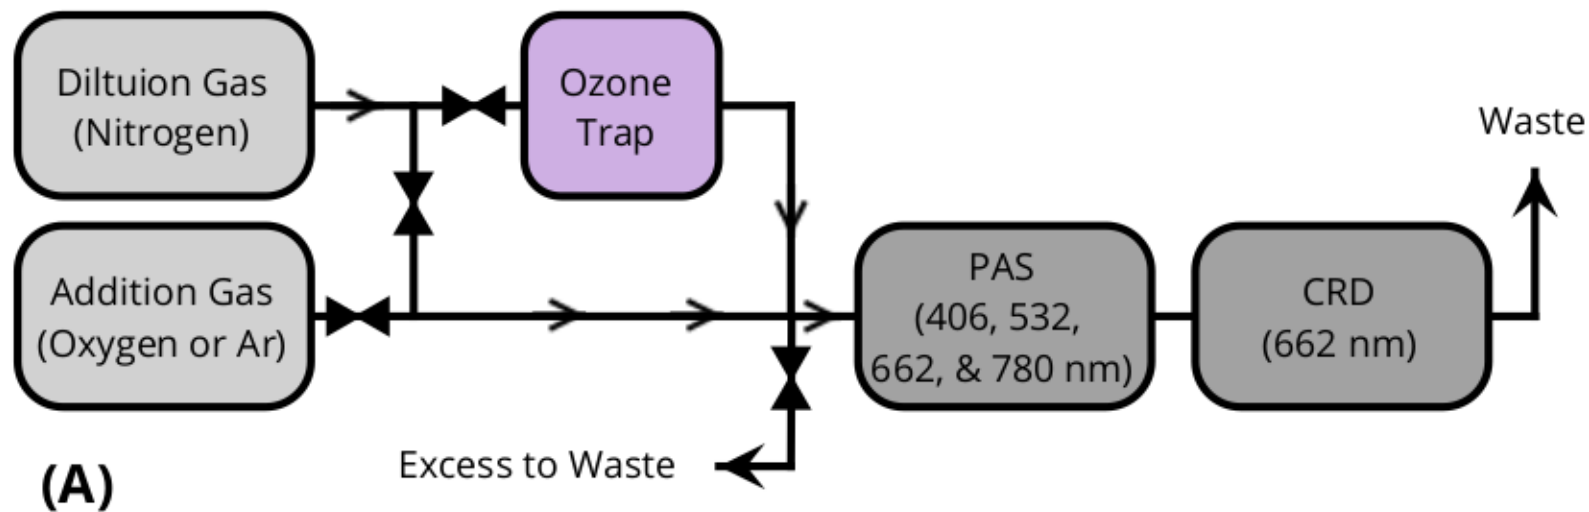 Diltuion Gas
(Nitrogen)
Ozone
Trap
Waste
Addition Gas
(Oxygen or Ar)
PAS
(406, 532,
662, & 780 nm)
CRD
(662 nm)
Excess to Waste
(A)